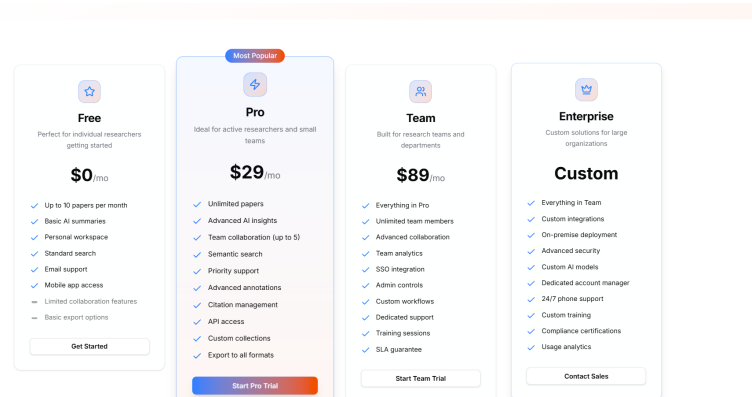 Most Popular
Free
Perfect for individual researchers
getting started
$0/mo
Up to 10 papers per month
Basic AI summaries
Personal workspace
Standard search
Email support
Mobile app access
Limited collaboration features
Basic export options
Get Started
Pro
Ideal for active researchers and small
teams
$29/mo
Unlimited papers
Advanced AI insights
Team collaboration (up to 5)
Semantic search
Priority support
Advanced annotations
Citation management
API access
Custom collections
Export to all formats
Start Pro Trial
Team
Built for research teams and
departments
$89/mo
Everything in Pro
Unlimited team members
Advanced collaboration
Team analytics
SSO integration
Admin controls
Custom workflows
Dedicated support
Training sessions
SLA guarantee
Start Team Trial
Enterprise
Custom solutions for large
organizations
Custom
Everything in Team
Custom integrations
On-premise deployment
Advanced security
Custom AI models
Dedicated account manager
24/7 phone support
Custom training
Compliance certifications
Usage analytics
Contact Sales